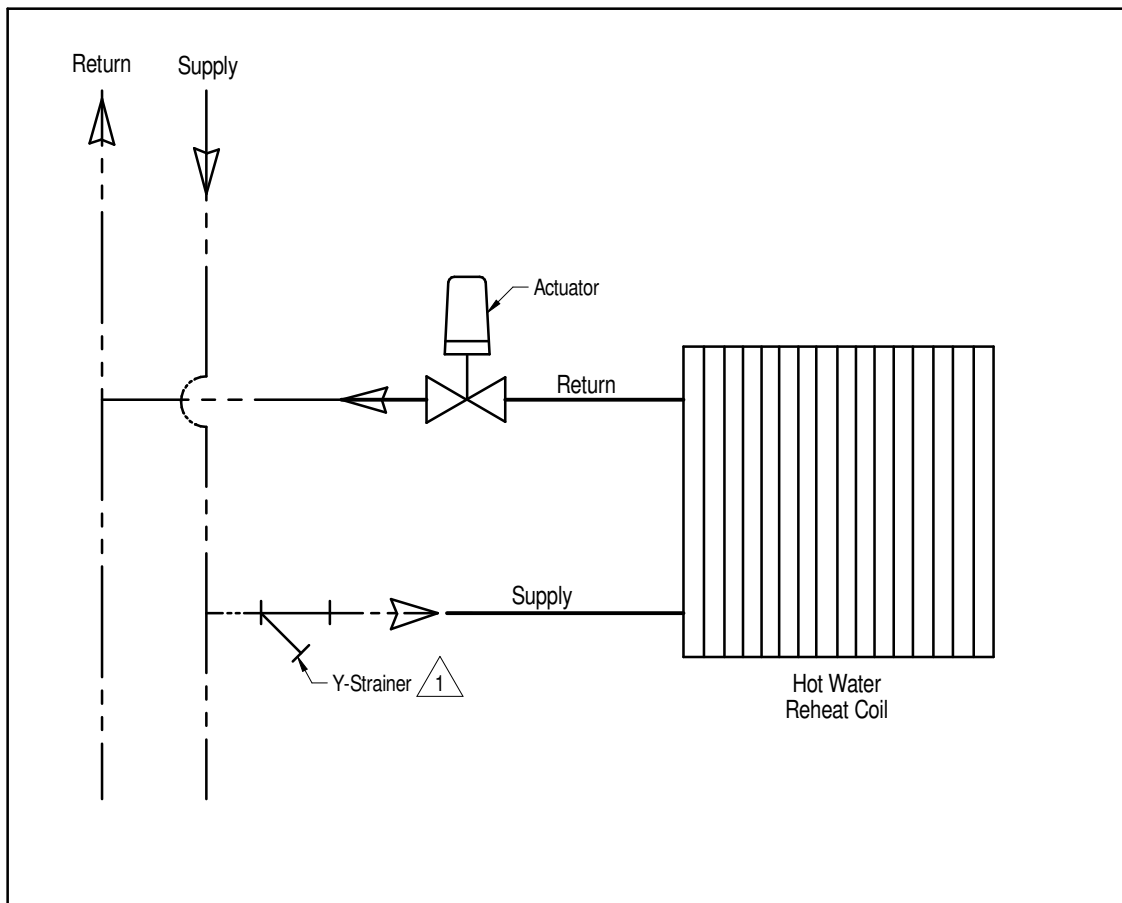 Return
Supply
Actuator
Return
Supply
Y-Strainer 1
Hot Water
Reheat Coil